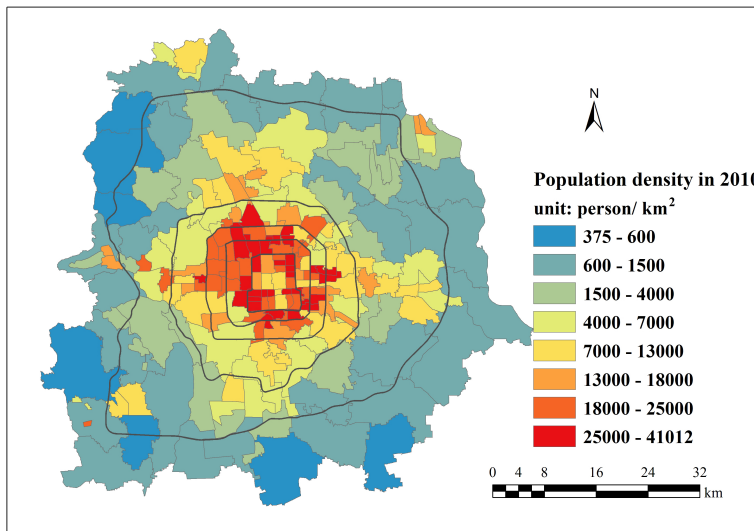 N
Population density in 2010
unit: person/ km²
375 - 600
600 - 1500
1500 - 4000
4000 - 7000
7000 - 13000
13000 - 18000
18000 - 25000
25000 - 41012
0 4 8 16 24 32
km